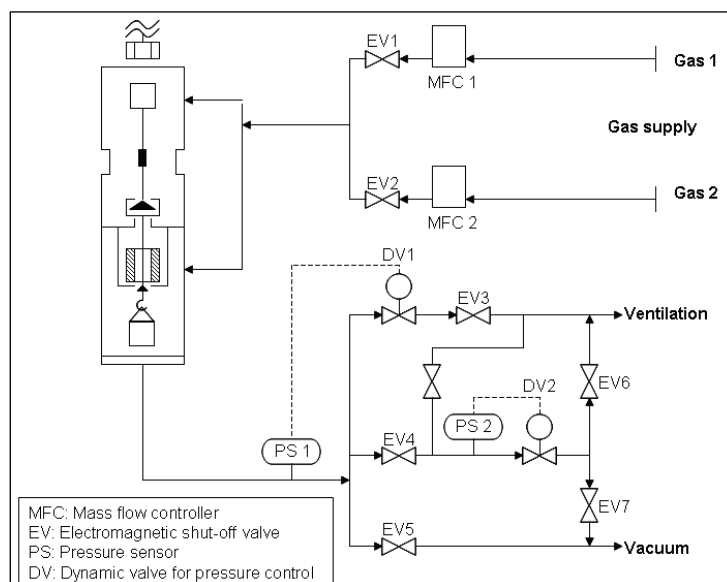 EV1
MFC 1
Gas 1
Gas supply
EV2
MFC 2
Gas 2
DV1
EV3
Ventilation
DV2
EV6
PS 1
EV4
PS 2
EV7
EV5
Vacuum
MFC: Mass flow controller
EV: Electromagnetic shut-off valve
PS: Pressure sensor
DV: Dynamic valve for pressure control